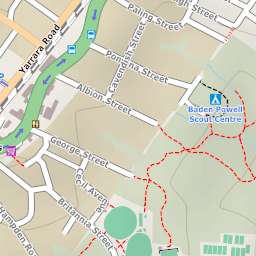 Paling Street
Cavendish Street
Yarrara Road
Pomona Street
Albion Street
Baden Powell
Scout Centre
George Street
Cecil Avenue
Britannia Street